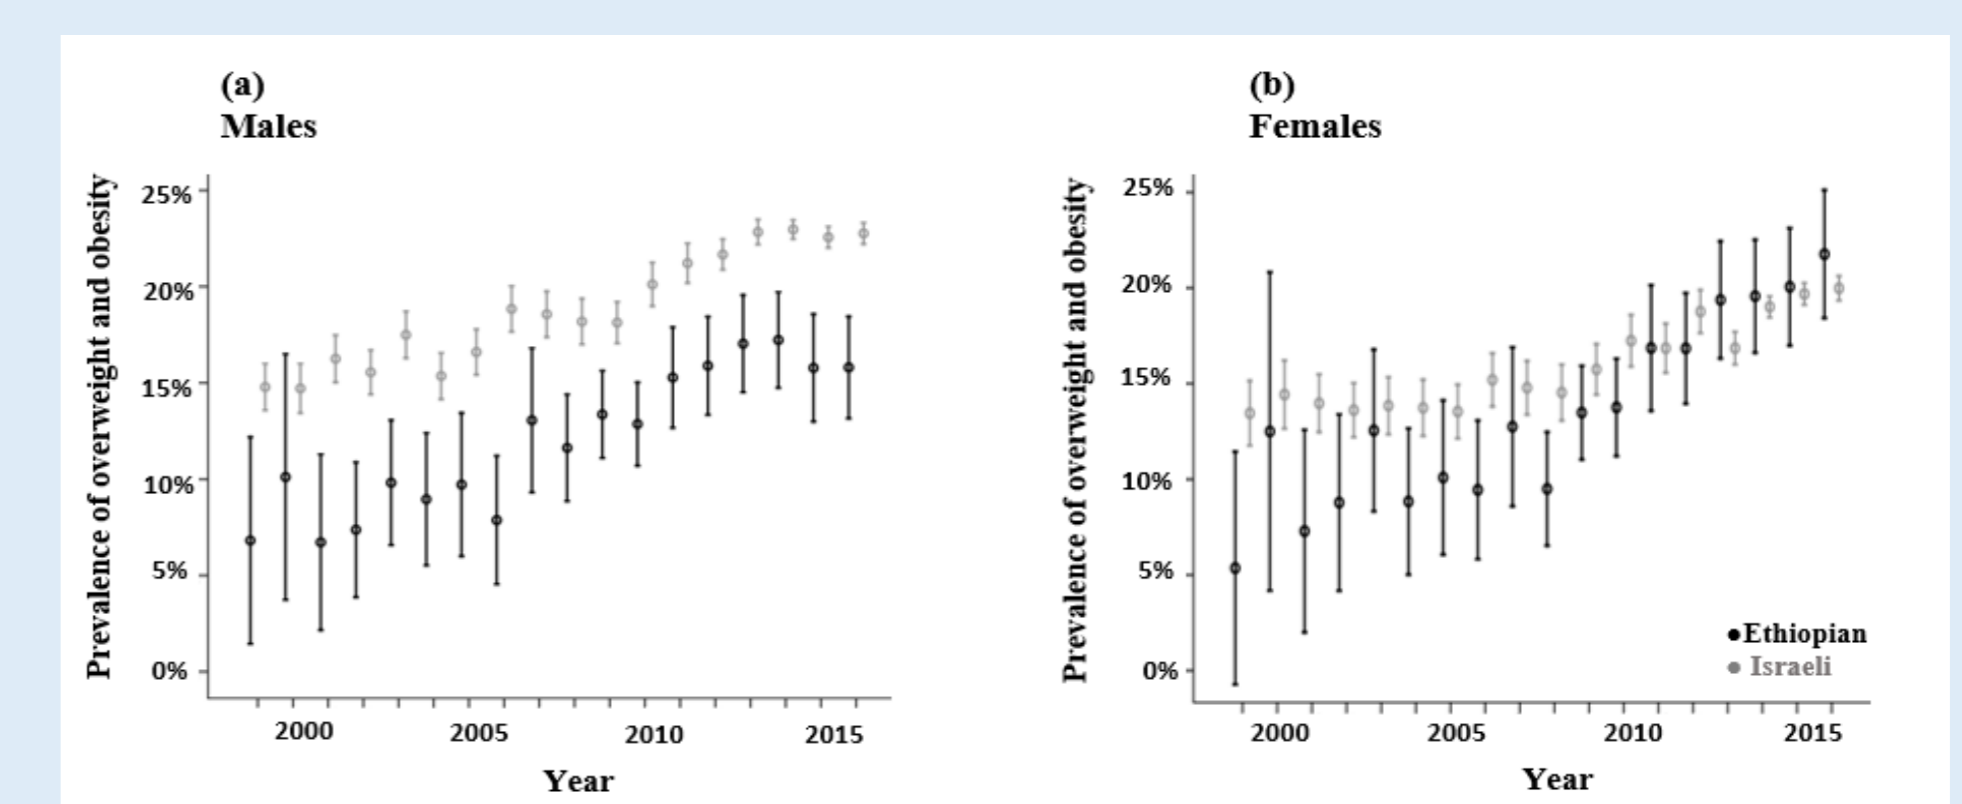 (a)
Males
Prevalence of overweight and obesity
25%
20%
15%
10%
5%
0%
2000
2005
2010
2015
Year
(b)
Females
Prevalence of overweight and obesity
25%
20%
15%
10%
5%
0%
Ethiopian
Israeli
2000
2005
2010
2015
Year